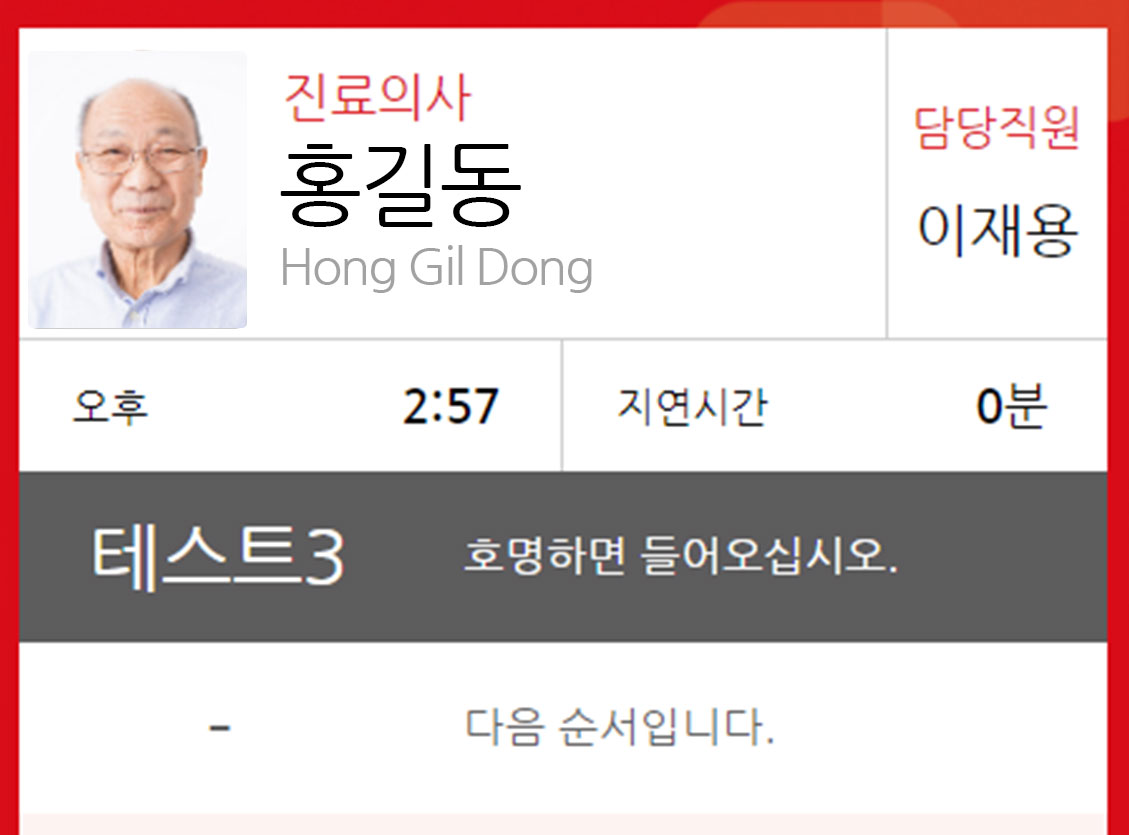 진료의사
홍길동
Hong Gil Dong
담당직원
이재용
오후 2:57
지연시간 0분
테스트3 호명하면 들어오십시오.
- 다음 순서입니다.